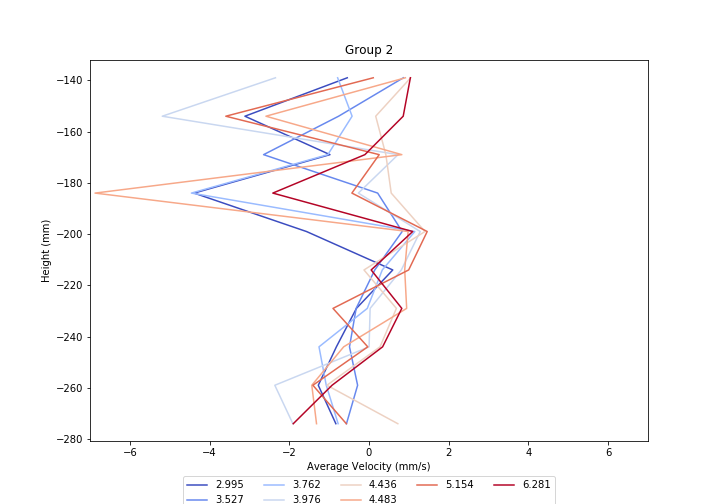 Group 2
−140
−160
−180
−200
−220
−240
−260
−280
Height (mm)
−6 −4 −2 0 2 4 6
Average Velocity (mm/s)
2.995 3.762 4.436 5.154 6.281
3.527 3.976 4.483